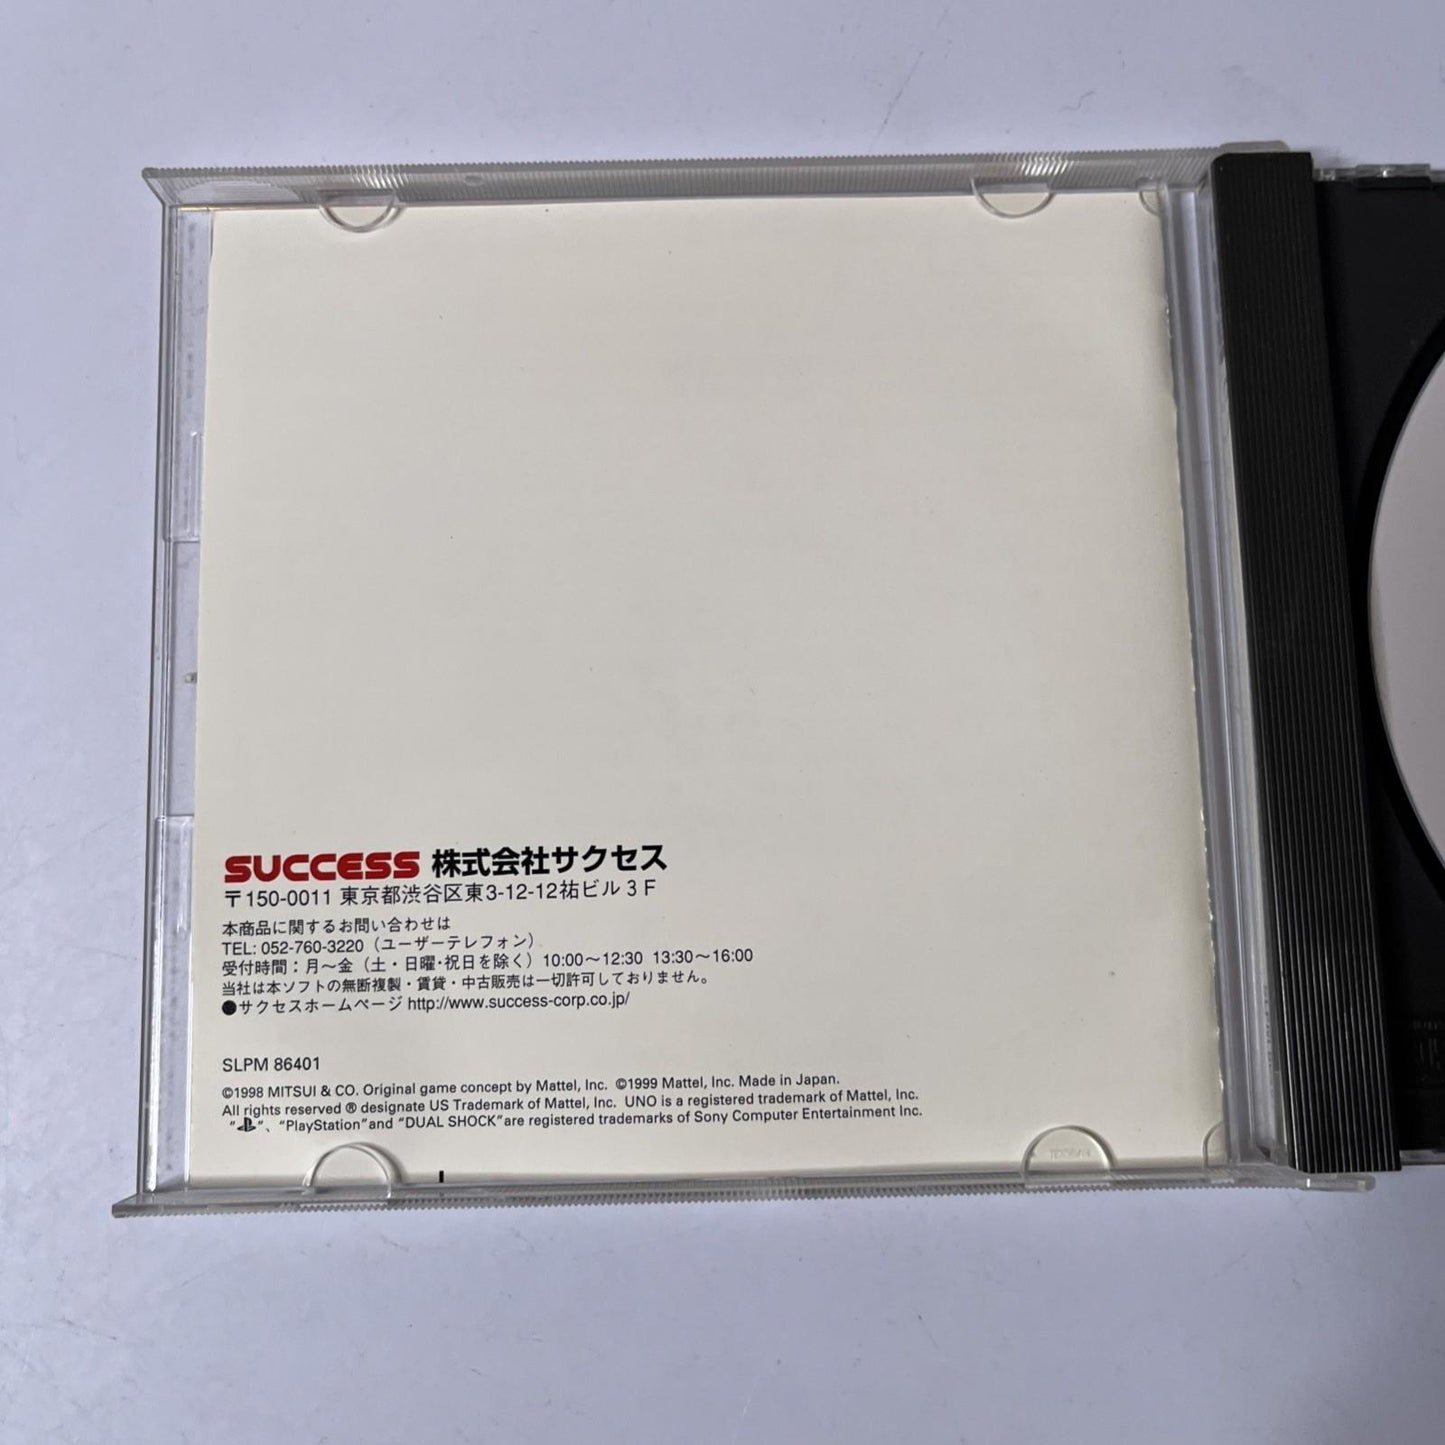 SUCCESS 株式会社サクセス
〒150-0011 東京都渋谷区東3-12-12祐ビル3F
本商品に関するお問い合わせは
TEL: 052-760-3220（ユーザーテレフォン）
受付時間：月〜金（土・日曜・祝日を除く）10:00〜12:30 13:30〜16:00
当社は本ソフトの無断複製・賃貸・中古販売は一切許可しておりません。
●サクセスホームページ http://www.success-corp.co.jp/
SLPM 86401
©1998 MITSUI & CO. Original game concept by Mattel, Inc. ©1999 Mattel, Inc. Made in Japan.
All rights reserved ® designate US Trademark of Mattel, Inc. UNO is a registered trademark of Mattel, Inc.
“ ”、“PlayStation”and “DUAL SHOCK”are registered trademarks of Sony Computer Entertainment Inc.